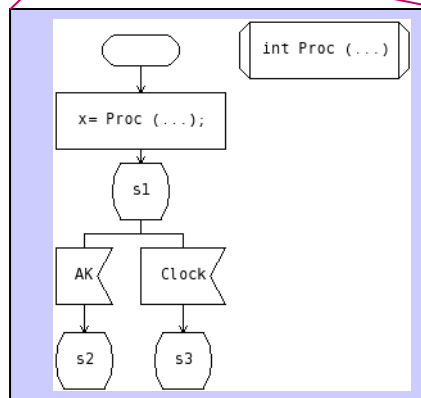 int Proc (...)
x= Proc (...);
s1
AK
Clock
s2
s3